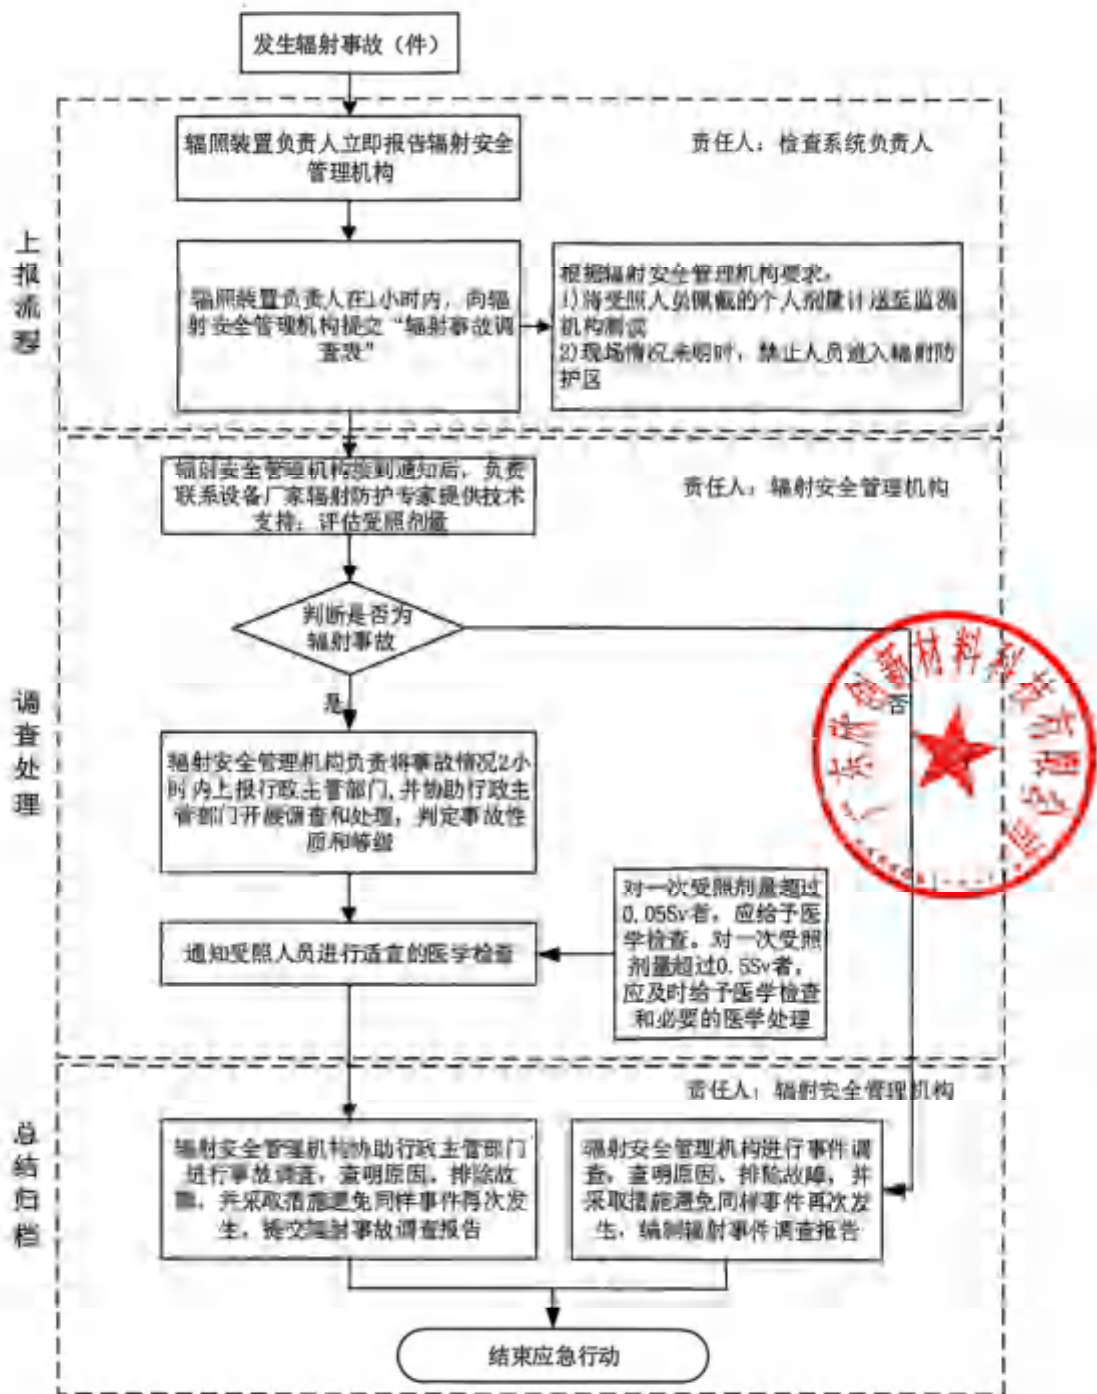 发生辐射事故（件）
上报流程
辐照装置负责人立即报告辐射安全
管理机构
责任人：检查系统负责人
辐照装置负责人在1小时内，向辐
射安全管理机构提交“辐射事故调
查表”
根据辐射安全管理机构要求，
1)将受照人员佩戴的个人剂量计送至监测
机构测读
2)现场情况未明时，禁止人员进入辐射防
护区
调查处理
辐射安全管理机构接到通知后，负责
联系设备厂家辐射防护专家提供技术
支持；评估受照剂量
责任人：辐射安全管理机构
判断是否为
辐射事故
是
否
辐射安全管理机构负责将事故情况2小
时内上报行政主管部门,并协助行政主
管部门开展调查和处理，判定事故性
质和等级
通知受照人员进行适宜的医学检查
对一次受照剂量超过
0.05Sv者，应给予医
学检查。对一次受照
剂量超过0.5Sv者，
应及时给予医学检查
和必要的医学处理
总结归档
责任人：辐射安全管理机构
辐射安全管理机构协助行政主管部门
进行事故调查，查明原因、排除故
障，并采取措施避免同样事件再次发
生，提交辐射事故调查报告
辐射安全管理机构进行事件调
查，查明原因、排除故障，并
采取措施避免同样事件再次发
生，编制辐射事件调查报告
结束应急行动
新材料科技有限公司